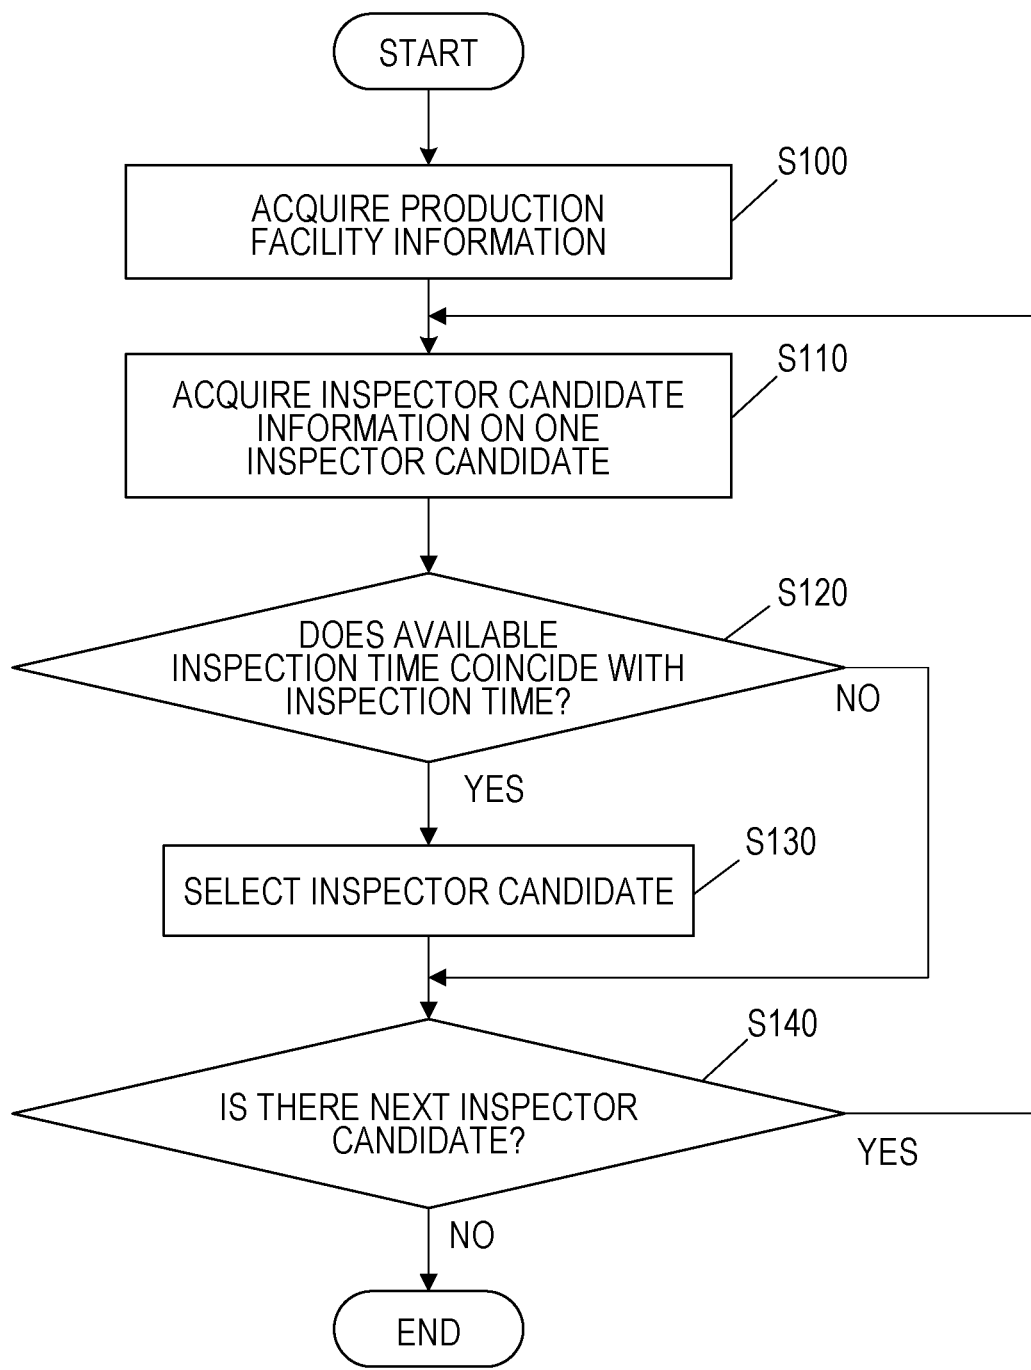 START
S100
ACQUIRE PRODUCTION
FACILITY INFORMATION
S110
ACQUIRE INSPECTOR CANDIDATE
INFORMATION ON ONE
INSPECTOR CANDIDATE
S120
DOES AVAILABLE
INSPECTION TIME COINCIDE WITH
INSPECTION TIME?
NO
YES
S130
SELECT INSPECTOR CANDIDATE
S140
IS THERE NEXT INSPECTOR
CANDIDATE?
YES
NO
END